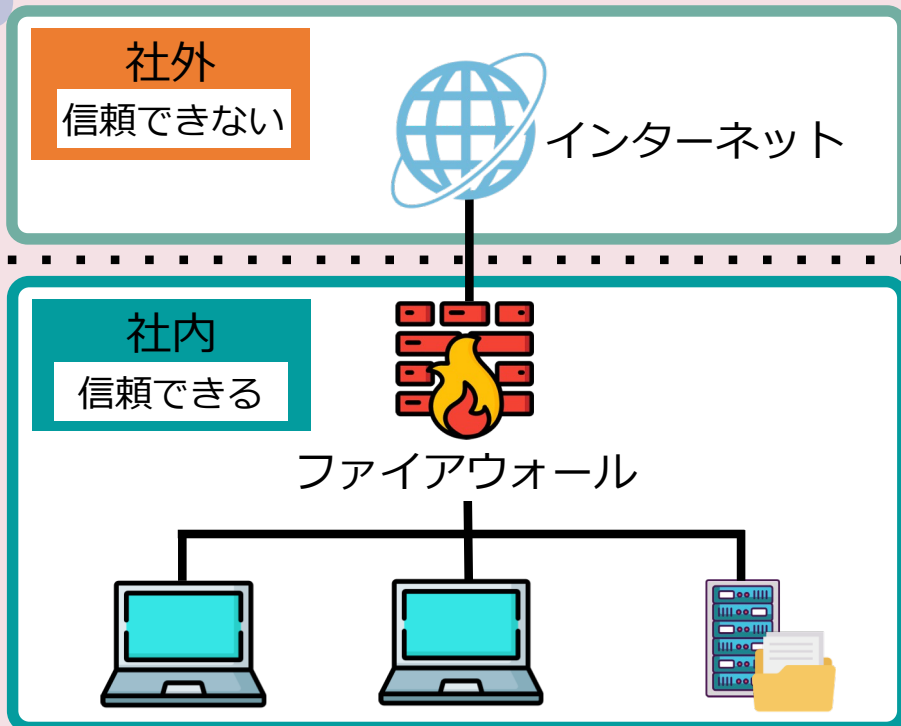 社外
信頼できない
インターネット
社内
信頼できる
ファイアウォール